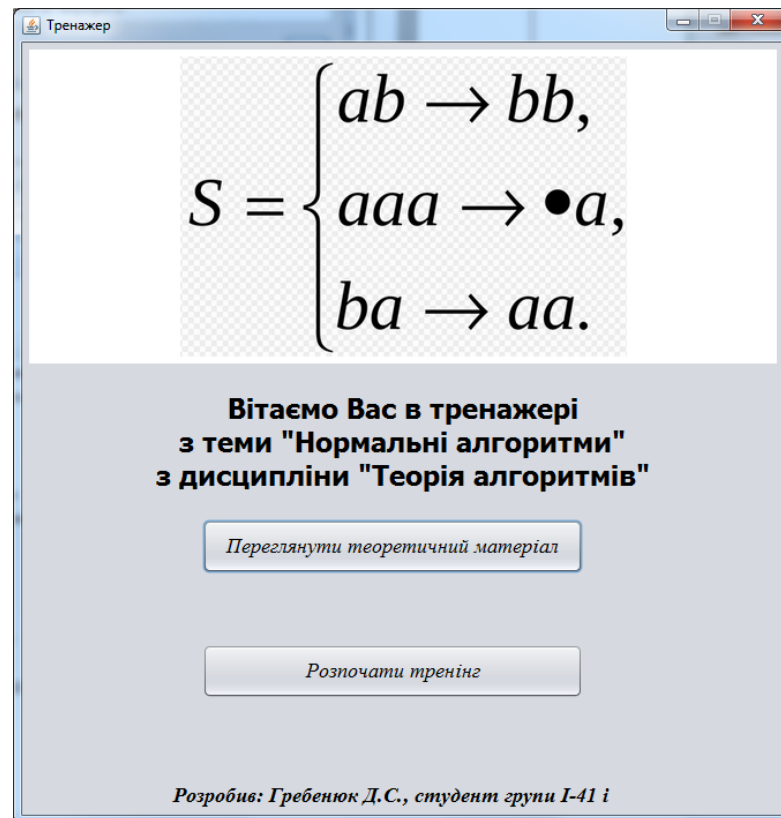 Тренажер
ab → bb,
S = { aaa → •a,
ba → aa.
Вітаємо Вас в тренажері
з теми "Нормальні алгоритми"
з дисципліни "Теорія алгоритмів"
Переглянути теоретичний матеріал
Розпочати тренінг
Розробив: Гребенюк Д.С., студент групи І-41 і